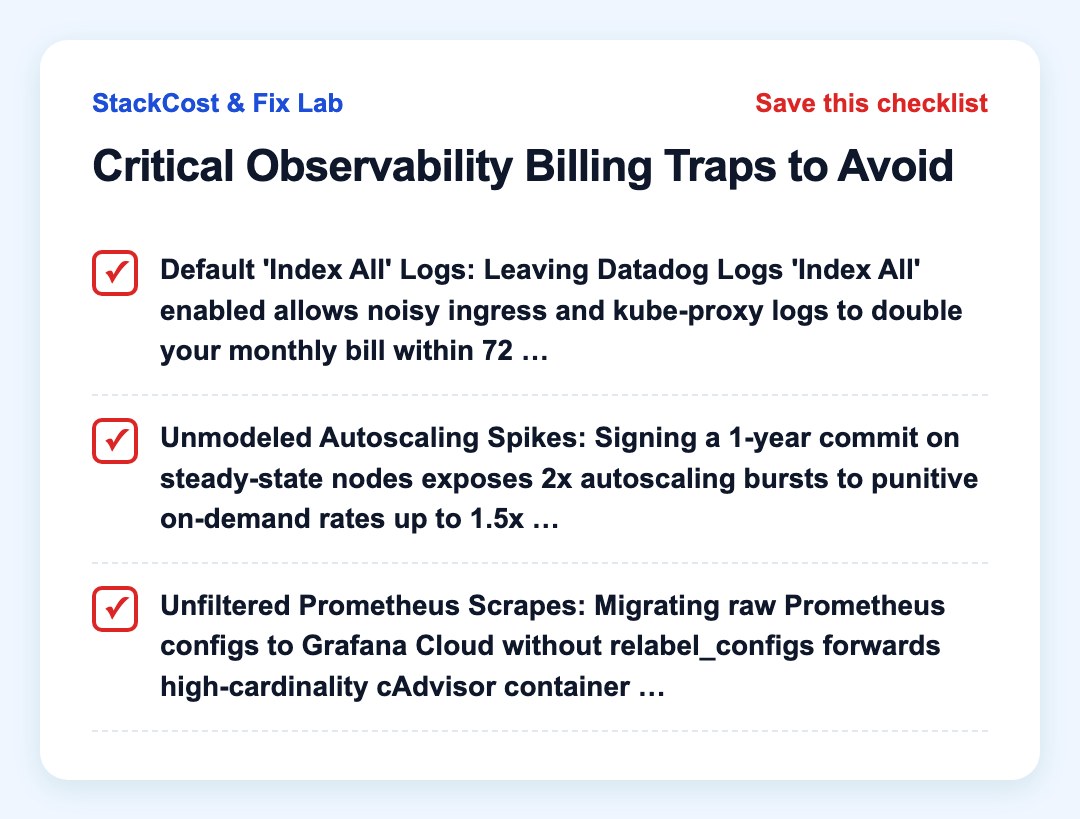 StackCost & Fix Lab
Save this checklist
Critical Observability Billing Traps to Avoid
Default 'Index All' Logs: Leaving Datadog Logs 'Index All'
enabled allows noisy ingress and kube-proxy logs to double
your monthly bill within 72 …
Unmodeled Autoscaling Spikes: Signing a 1-year commit on
steady-state nodes exposes 2x autoscaling bursts to punitive
on-demand rates up to 1.5x …
Unfiltered Prometheus Scrapes: Migrating raw Prometheus
configs to Grafana Cloud without relabel_configs forwards
high-cardinality cAdvisor container …